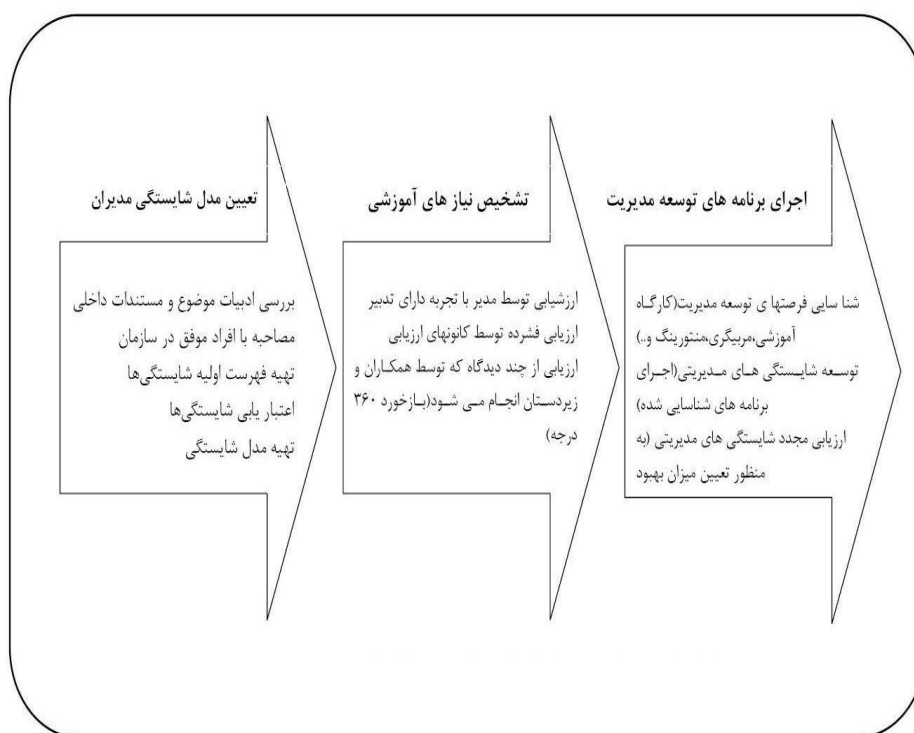 تعیین مدل شایستگی مدیران
بررسی ادبیات موضوع و مستندات داخلی
مصاحبه با افراد موفق در سازمان
تهیه فهرست اولیه شایستگی‌ها
اعتبار یابی شایستگی‌ها
تهیه مدل شایستگی
تشخیص نیاز های آموزشی
ارزشیابی توسط مدیر با تجربه دارای تدبیر
ارزیابی فشرده توسط کانونهای ارزیابی
ارزیابی از چند دیدگاه که توسط همکاران و
زیردستان انجام می شود(بازخورد ۳۶۰
درجه)
اجرای برنامه های توسعه مدیریت
شنا سایی فرصتها ی توسعه مدیریت(کارگاه
آموزشی،مربیگری،منتورینگ و..)
توسعه شایستگی های مدیریتی(اجرای
برنامه های شناسایی شده)
ارزیابی مجدد شایستگی های مدیریتی (به
منظور تعیین میزان بهبود